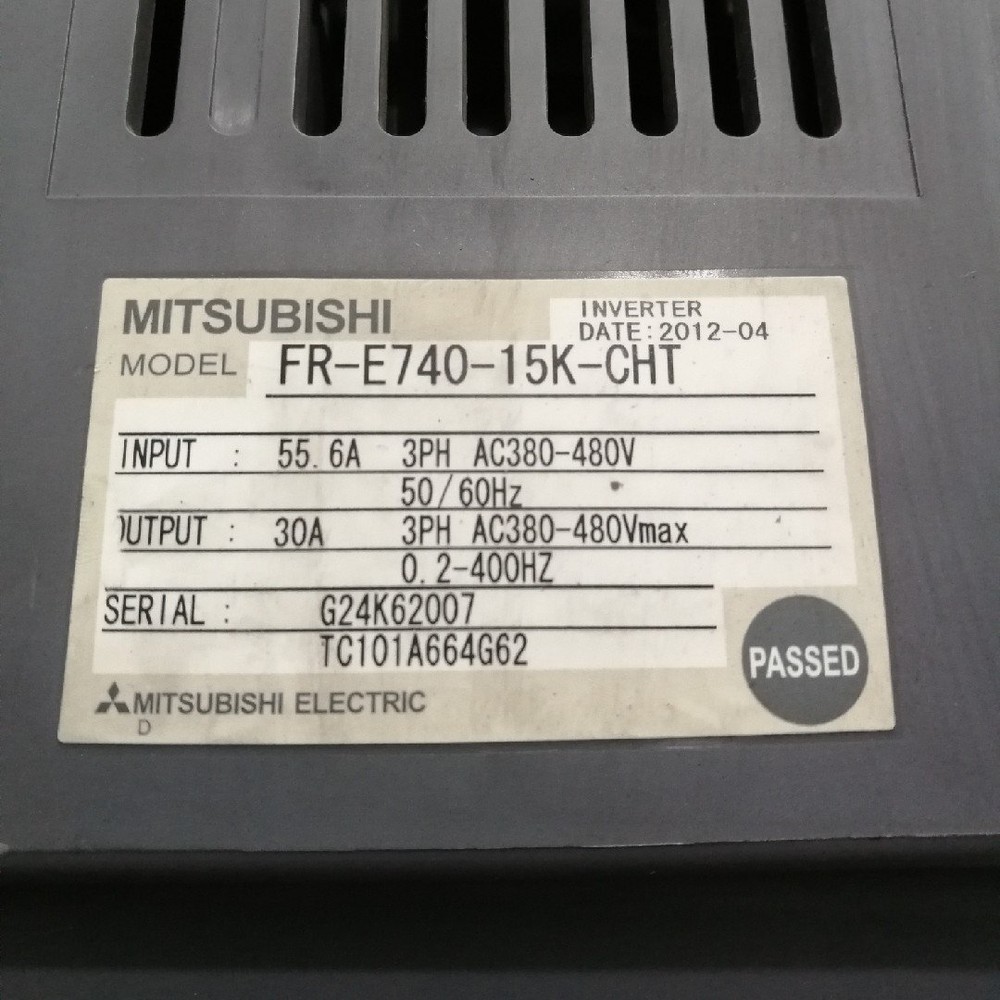 MITSUBISHI
INVERTER
DATE:2012-04
MODEL FR-E740-15K-CHT
INPUT : 55.6A 3PH AC380-480V
50/60Hz
OUTPUT : 30A 3PH AC380-480Vmax
0.2-400HZ
SERIAL : G24K62007
TC101A664G62
PASSED
MITSUBISHI ELECTRIC
D